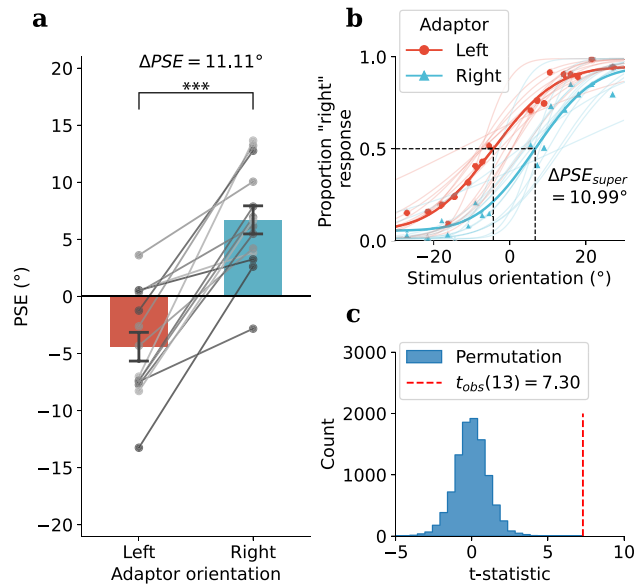 a
ΔPSE = 11.11°
***
20
15
10
5
0
−5
−10
−15
−20
PSE (°)
Left
Right
Adaptor orientation
b
Adaptor
Left
Right
1.0
0.5
0.0
Proportion "right"
response
ΔPSEsuper
= 10.99°
−20
0
20
Stimulus orientation (°)
c
Permutation
tobs(13) = 7.30
3000
2000
1000
0
Count
−5
0
5
10
t-statistic